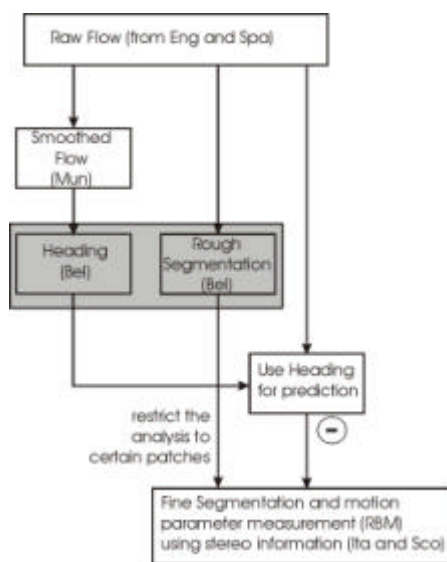 Raw Flow (from Eng and Spa)
Smoothed
Flow
(Mun)
Heading
(Bel)
Rough
Segmentation
(Bel)
Use Heading
for prediction
restrict the
analysis to
certain patches
−
Fine Segmentation and motion
parameter measurement (RBM)
using stereo information (Ita and Sco)